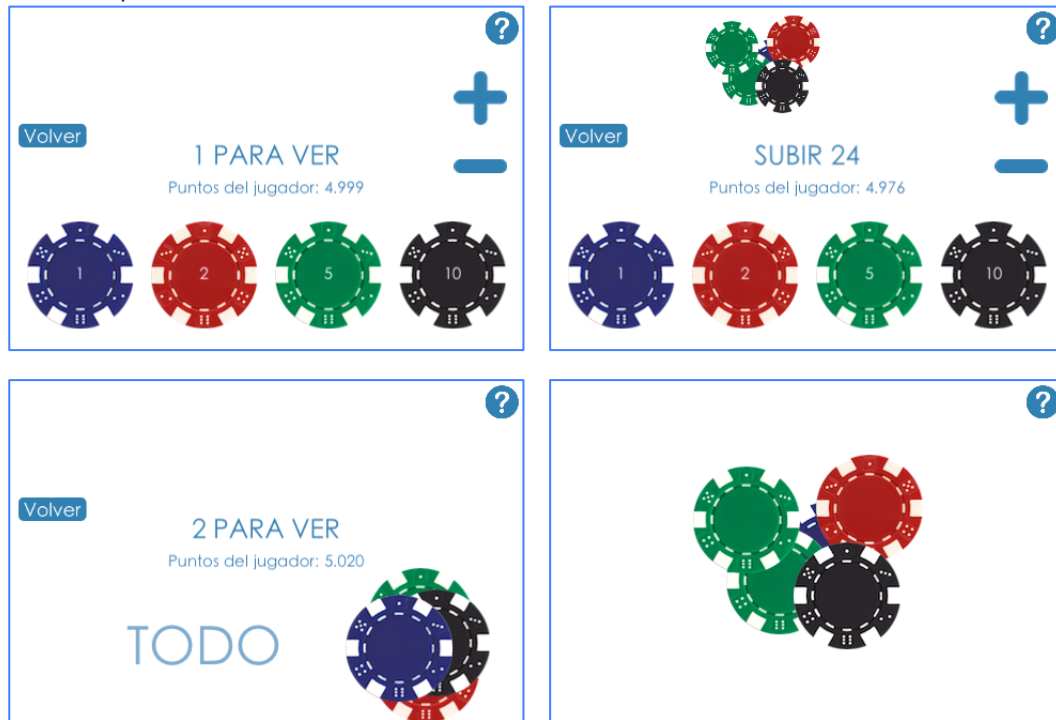 ?
Volver
1 PARA VER
Puntos del jugador: 4.999
1 2 5 10
?
Volver
SUBIR 24
Puntos del jugador: 4.976
1 2 5 10
?
Volver
2 PARA VER
Puntos del jugador: 5.020
TODO
?